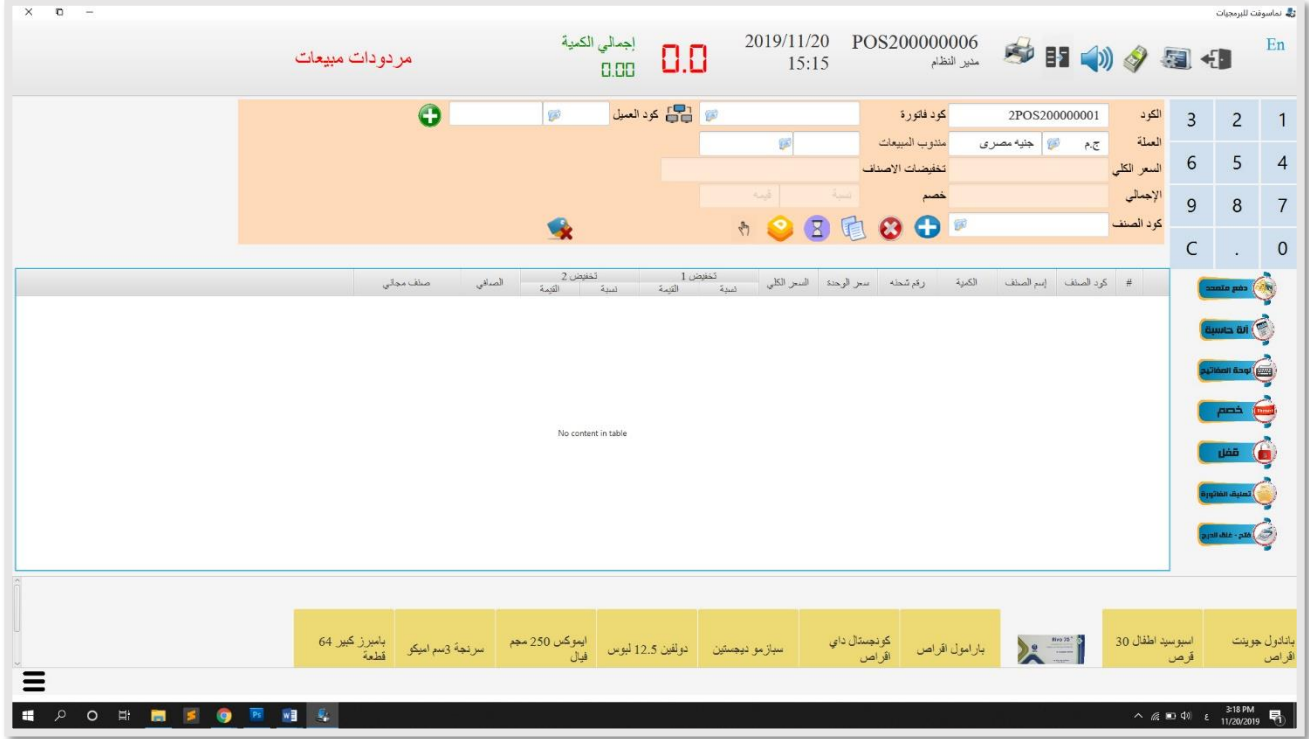 نماسوفت للبرمجيات
En
POS200000006
مدير النظام
2019/11/20
15:15
0.0
إجمالي الكمية
0.00
مردودات مبيعات
1 2 3
4 5 6
7 8 9
0 . C
الكود 2POS200000001 كود فاتورة كود العميل
العملة ج.م جنيه مصرى مندوب المبيعات
السعر الكلي تخفيضات الاصناف
الإجمالي خصم نسبة قيمه
كود الصنف
# كود الصنف إسم الصنف الكمية رقم شحنه سعر الوحدة السعر الكلي تخفيض 1 تخفيض 2 الصافي صنف مجاني
نسبة القيمة نسبة القيمة
No content in table
دفع متعدد
آلة حاسبة
لوحة المفاتيح
خصم
قفل
تعليق الفاتورة
فتح - غلق الدرج
بانادول جوينت اقراص
اسبوسيد اطفال 30 قرص
بارامول اقراص
كونجستال داي اقراص
سبازمو ديجستين
دولفين 12.5 لبوس
ايموكس 250 مجم فيال
سرنجة 3سم اميكو
بامبرز كبير 64 قطعة
3:18 PM
ع
11/20/2019